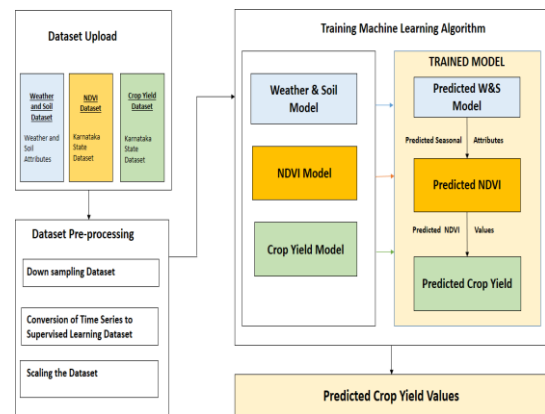 Dataset Upload
Weather
and Soil
Dataset
Weather and
Soil
Attributes
NDVI
Dataset
Karnataka
State
Dataset
Crop Yield
Dataset
Karnataka
State
Dataset
Dataset Pre-processing
Down sampling Dataset
Conversion of Time Series to
Supervised Learning Dataset
Scaling the Dataset
Training Machine Learning Algorithm
Weather & Soil
Model
NDVI Model
Crop Yield Model
TRAINED MODEL
Predicted W&S
Model
Predicted Seasonal Attributes
Predicted NDVI
Predicted NDVI Values
Predicted Crop Yield
Predicted Crop Yield Values